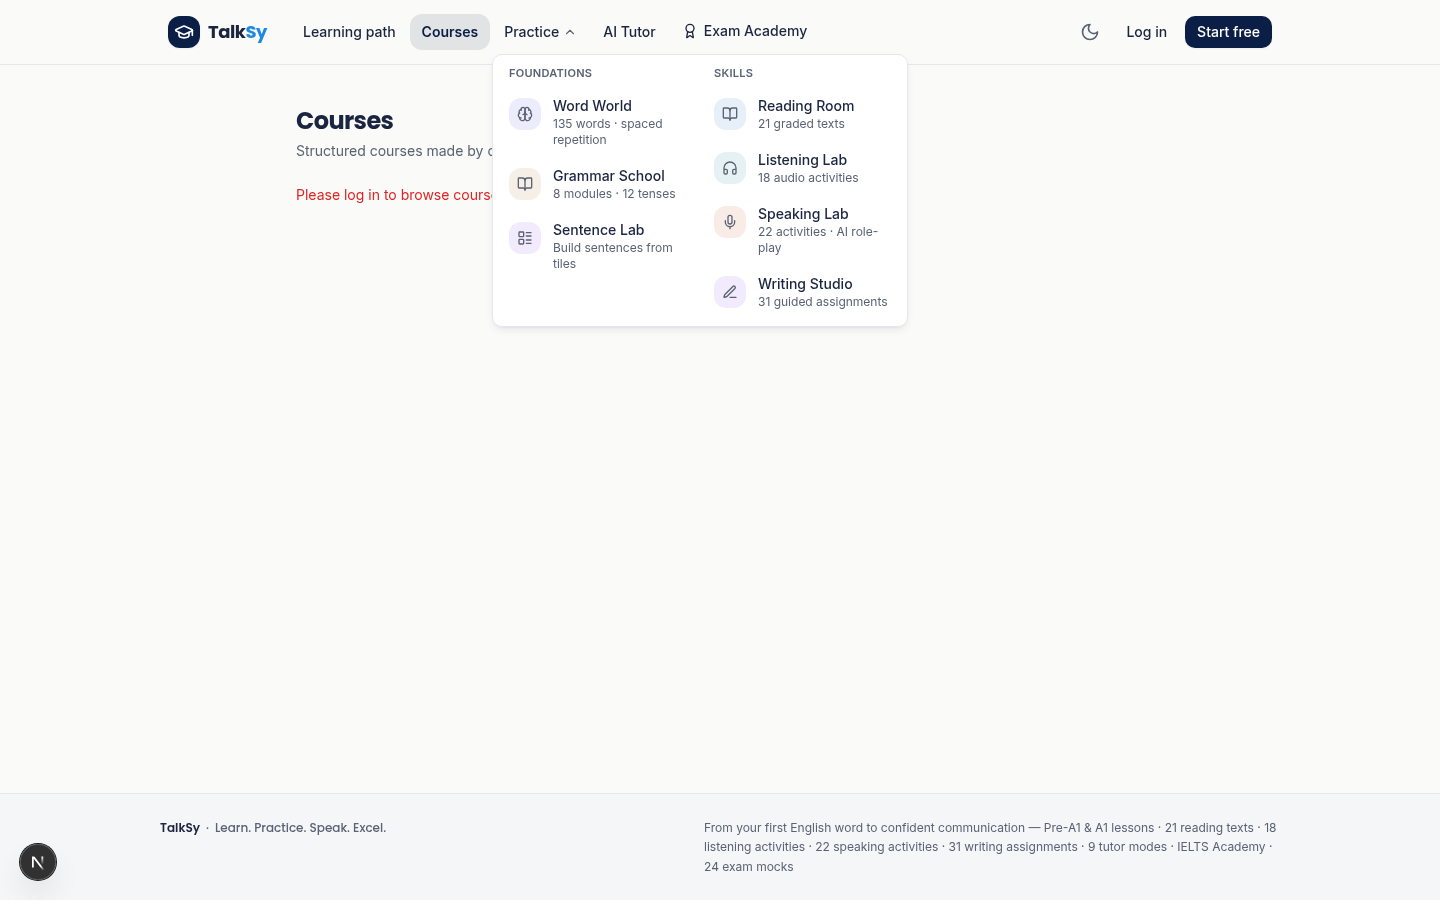 TalkSy
Learning path
Courses
Practice
AI Tutor
Exam Academy
Log in
Start free
Courses
Structured courses made by
Please log in to browse
FOUNDATIONS
Word World
135 words · spaced
repetition
Grammar School
8 modules · 12 tenses
Sentence Lab
Build sentences from
tiles
SKILLS
Reading Room
21 graded texts
Listening Lab
18 audio activities
Speaking Lab
22 activities · AI role-
play
Writing Studio
31 guided assignments
TalkSy · Learn. Practice. Speak. Excel.
From your first English word to confident communication — Pre-A1 & A1 lessons · 21 reading texts · 18
listening activities · 22 speaking activities · 31 writing assignments · 9 tutor modes · IELTS Academy ·
24 exam mocks
N